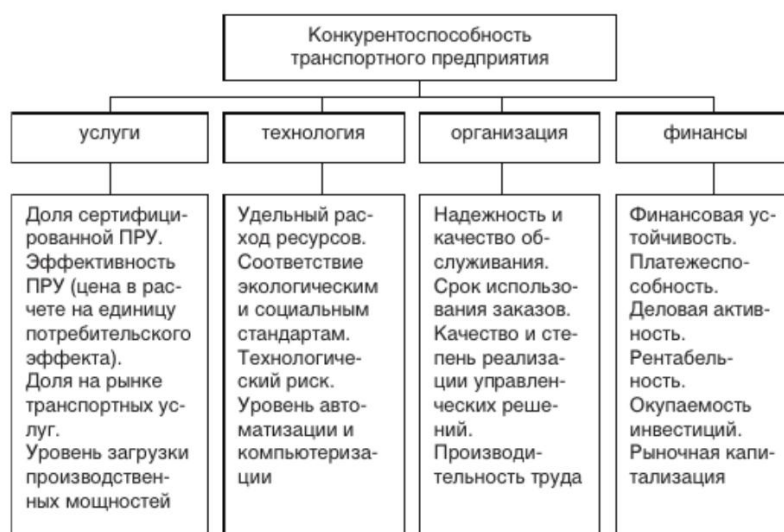 Конкурентоспособность
транспортного предприятия
услуги
технология
организация
финансы
Доля сертифици-
рованной ПРУ.
Эффективность
ПРУ (цена в рас-
чете на единицу
потребительского
эффекта).
Доля на рынке
транспортных ус-
луг.
Уровень загрузки
производствен-
ных мощностей
Удельный рас-
ход ресурсов.
Соответствие
экологическим
и социальным
стандартам.
Технологиче-
ский риск.
Уровень авто-
матизации и
компьютериза-
ции
Надежность и
качество об-
служивания.
Срок использо-
вания заказов.
Качество и сте-
пень реализа-
ции управлен-
ческих реше-
ний.
Производи-
тельность труда
Финансовая ус-
тойчивость.
Платежеспо-
собность.
Деловая актив-
ность.
Рентабель-
ность.
Окупаемость
инвестиций.
Рыночная капи-
тализация